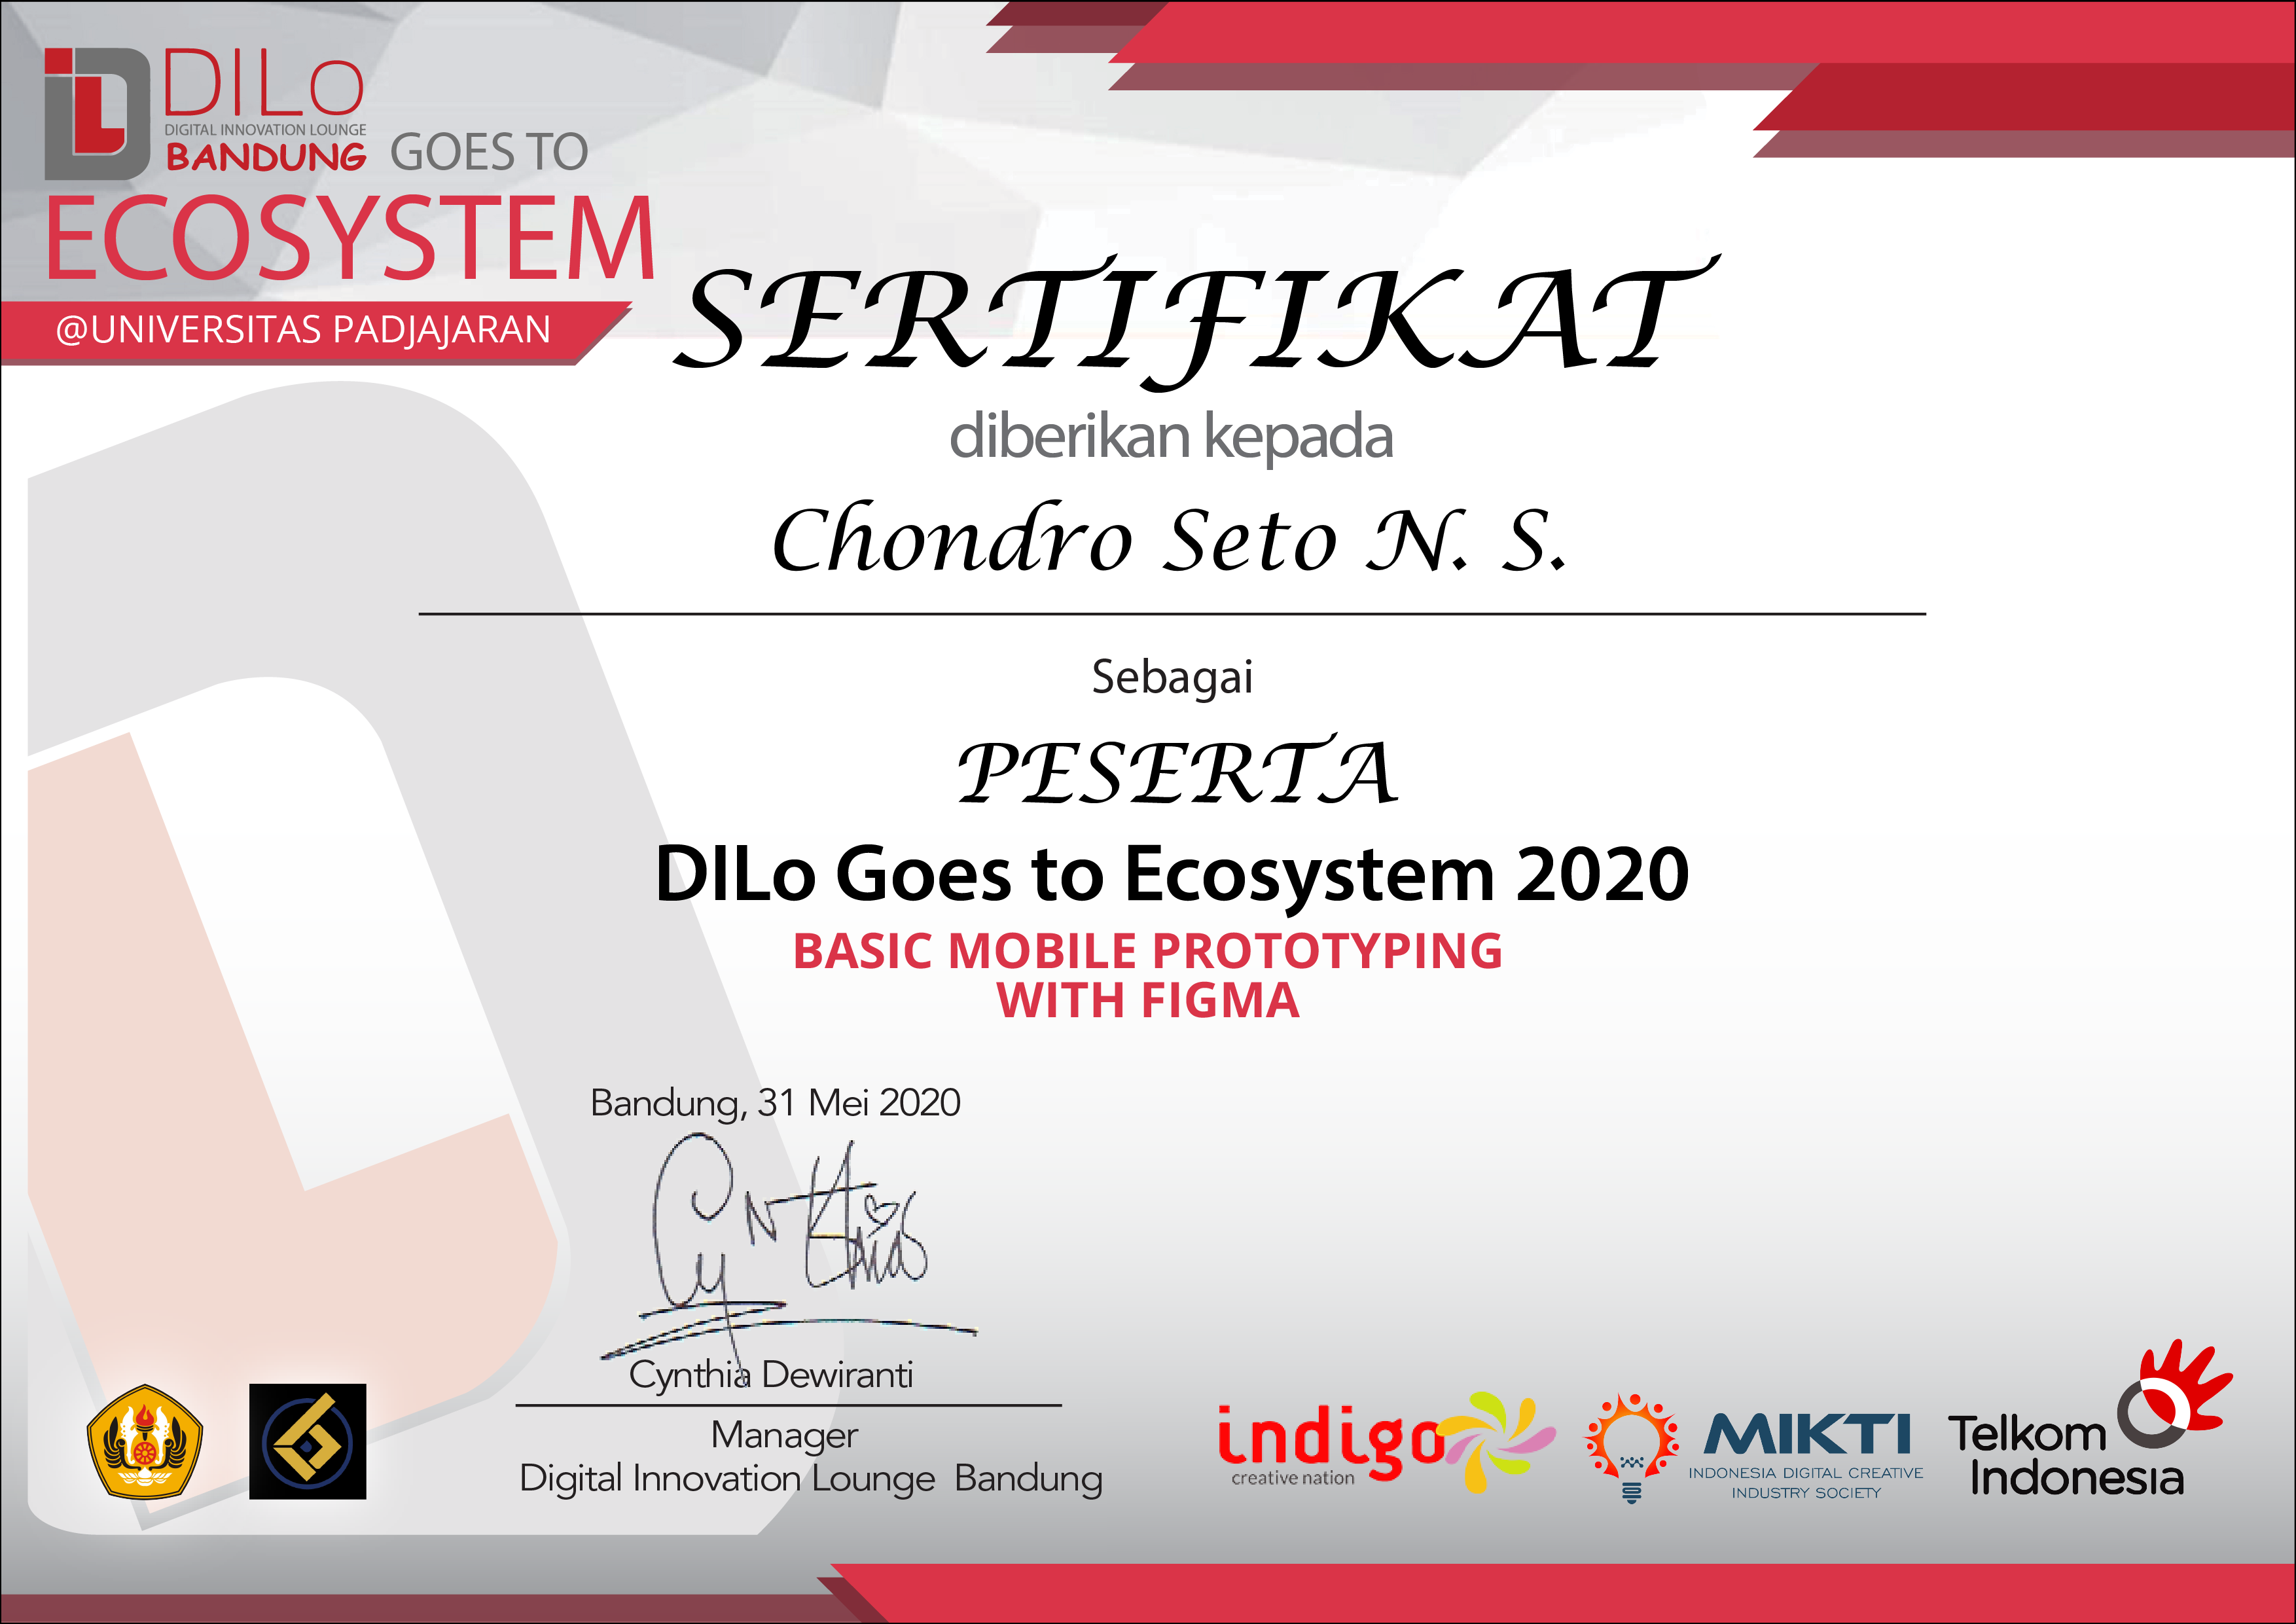 DILo
DIGITAL INNOVATION LOUNGE
BANDUNG GOES TO
ECOSYSTEM
@UNIVERSITAS PADJAJARAN
SERTIFIKAT
diberikan kepada
Chondro Seto N. S.
Sebagai
PESERTA
DILo Goes to Ecosystem 2020
BASIC MOBILE PROTOTYPING
WITH FIGMA
Bandung, 31 Mei 2020
Cynthia Dewiranti
Manager
Digital Innovation Lounge Bandung
indigo
creative nation
MIKTI
INDONESIA DIGITAL CREATIVE
INDUSTRY SOCIETY
Telkom
Indonesia